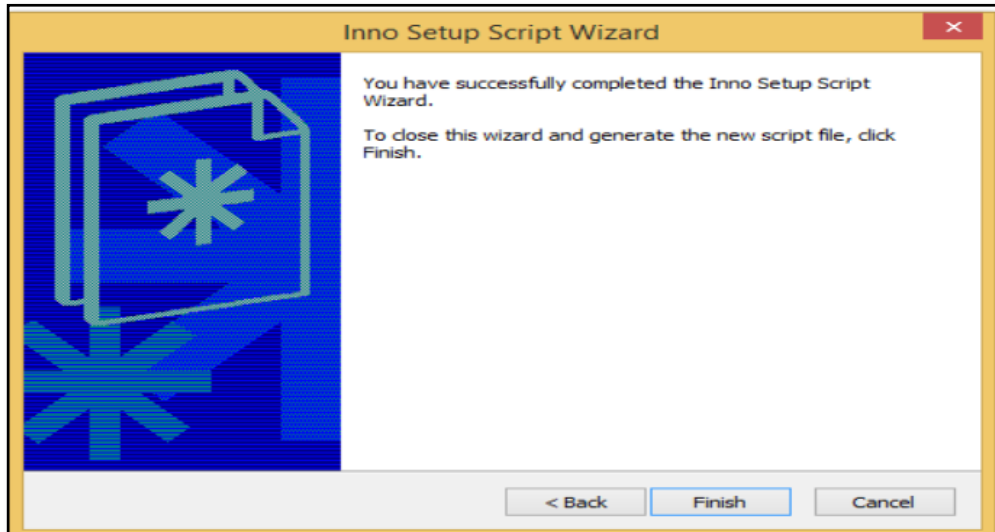 Inno Setup Script Wizard
You have successfully completed the Inno Setup Script
Wizard.
To close this wizard and generate the new script file, click
Finish.
< Back
Finish
Cancel